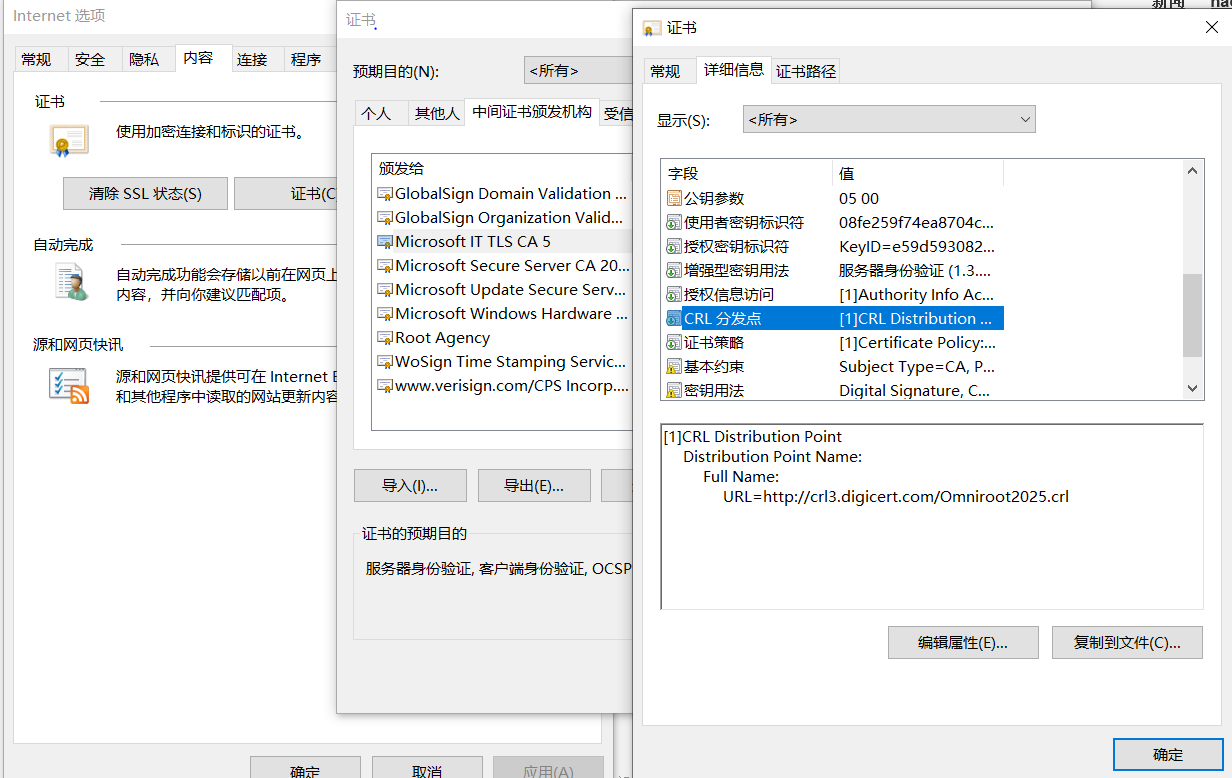 Internet 选项
常规 安全 隐私 内容 连接 程序
证书
使用加密连接和标识的证书。
清除 SSL 状态(S) 证书(C
自动完成
自动完成功能会存储以前在网页上
内容，并向你建议匹配项。
源和网页快讯
源和网页快讯提供可在 Internet E
和其他程序中读取的网站更新内容
确定 取消 应用(A)
证书
预期目的(N): <所有>
个人 其他人 中间证书颁发机构 受信
颁发给
GlobalSign Domain Validation ...
GlobalSign Organization Valid...
Microsoft IT TLS CA 5
Microsoft Secure Server CA 20...
Microsoft Update Secure Serv...
Microsoft Windows Hardware ...
Root Agency
WoSign Time Stamping Servic...
www.verisign.com/CPS Incorp....
导入(I)... 导出(E)...
证书的预期目的
服务器身份验证, 客户端身份验证, OCSP
新闻
证书
常规 详细信息 证书路径
显示(S): <所有>
字段 值
公钥参数 05 00
使用者密钥标识符 08fe259f74ea8704c...
授权密钥标识符 KeyID=e59d593082...
增强型密钥用法 服务器身份验证 (1.3....
授权信息访问 [1]Authority Info Ac...
CRL 分发点 [1]CRL Distribution ...
证书策略 [1]Certificate Policy:...
基本约束 Subject Type=CA, P...
密钥用法 Digital Signature, C...
[1]CRL Distribution Point
Distribution Point Name:
Full Name:
URL=http://crl3.digicert.com/Omniroot2025.crl
编辑属性(E)... 复制到文件(C)...
确定